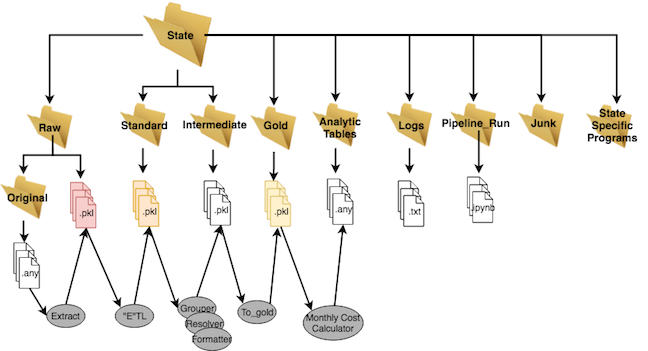 State
Raw
Standard
Intermediate
Gold
Analytic
Tables
Logs
Pipeline_Run
Junk
State
Specific
Programs
Original
.pkl
.pkl
.pkl
.pkl
.any
.txt
.ipynb
.any
Extract
"E"TL
Grouper
Resolver
Formatter
To_gold
Monthly Cost
Calculator